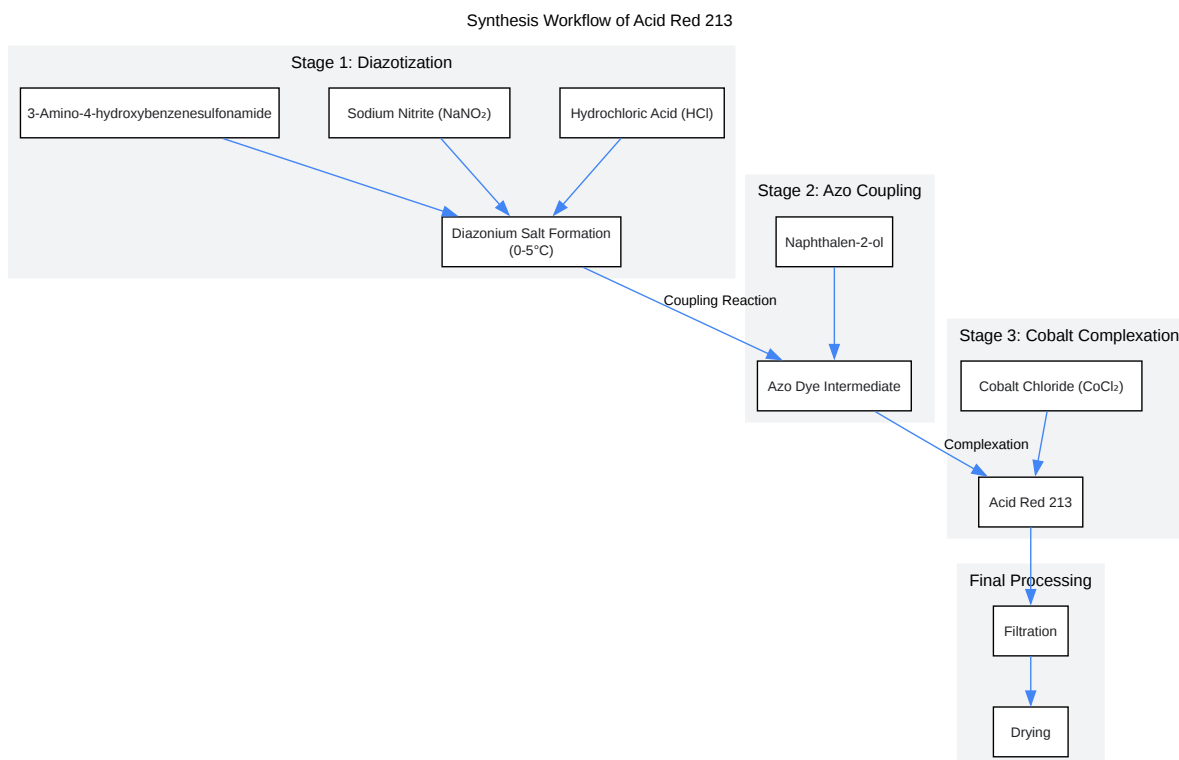 Synthesis Workflow of Acid Red 213
Stage 1: Diazotization
3-Amino-4-hydroxybenzenesulfonamide
Sodium Nitrite (NaNO₂)
Hydrochloric Acid (HCl)
Diazonium Salt Formation
(0-5°C)
Stage 2: Azo Coupling
Naphthalen-2-ol
Coupling Reaction
Azo Dye Intermediate
Stage 3: Cobalt Complexation
Cobalt Chloride (CoCl₂)
Complexation
Acid Red 213
Final Processing
Filtration
Drying